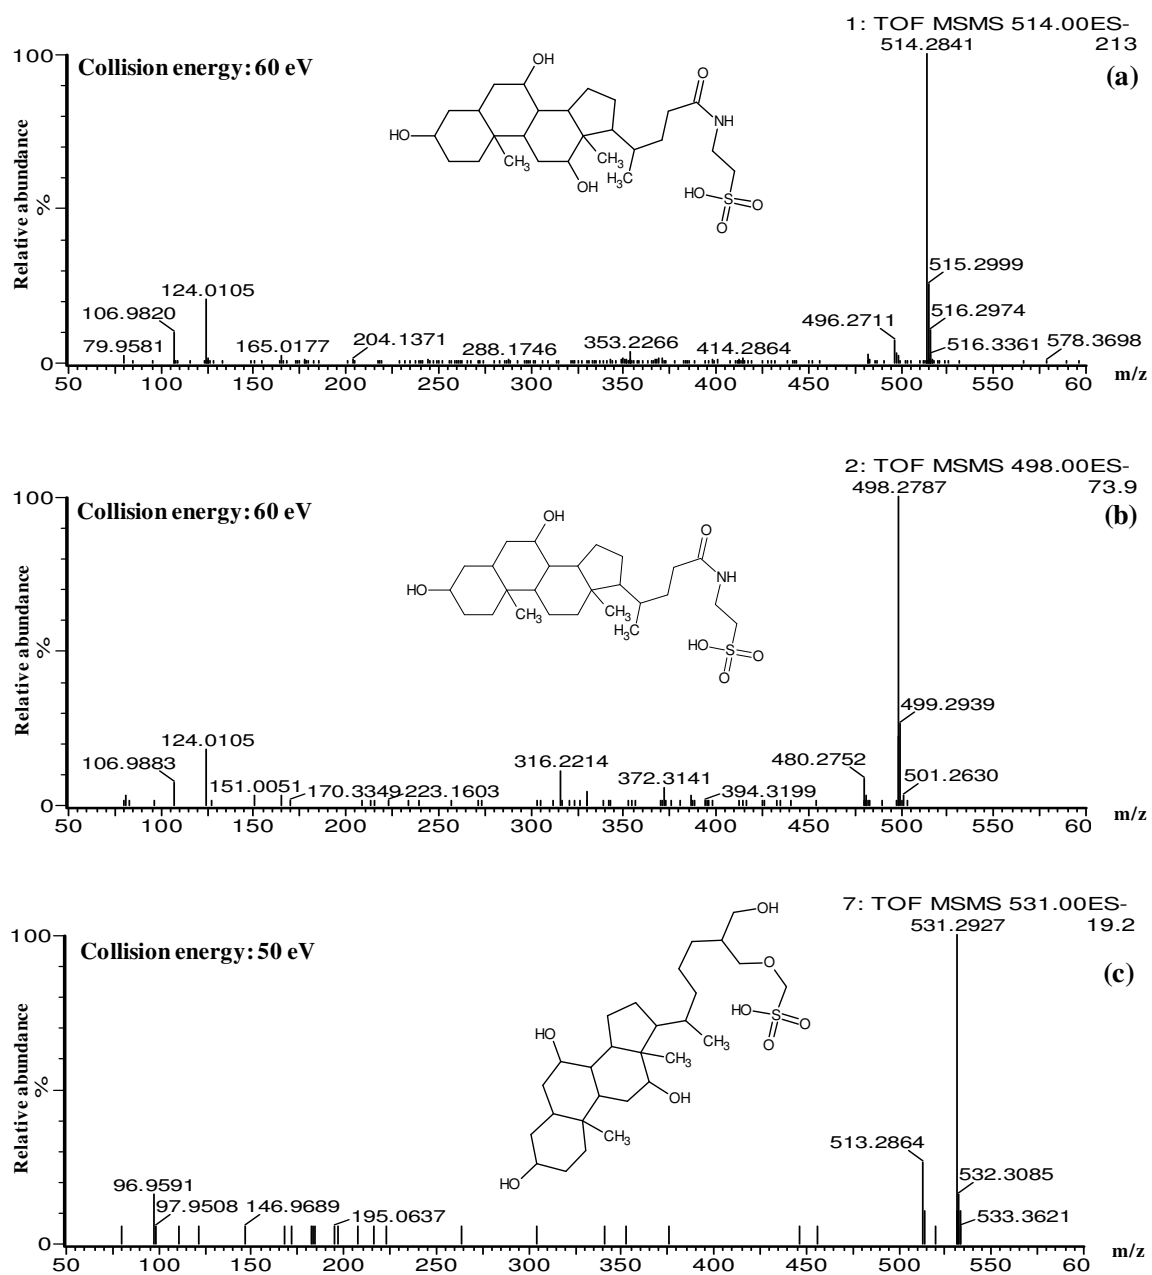 1: TOF MSMS 514.00ES-
514.2841 213
100
Collision energy: 60 eV
(a)
OH
O
HO
NH
CH3
CH3
H3C
OH
HO
S
O
O
Relative abundance
%
515.2999
124.0105
516.2974
106.9820
496.2711
79.9581
165.0177
204.1371
288.1746
353.2266
414.2864
516.3361
578.3698
0
50 100 150 200 250 300 350 400 450 500 550 60
m/z
2: TOF MSMS 498.00ES-
498.2787 73.9
100
Collision energy: 60 eV
(b)
OH
O
HO
NH
CH3
CH3
H3C
HO
S
O
O
Relative abundance
%
499.2939
124.0105
106.9883
316.2214
480.2752
151.0051
170.3349
223.1603
372.3141
394.3199
501.2630
0
50 100 150 200 250 300 350 400 450 500 550 60
m/z
7: TOF MSMS 531.00ES-
531.2927 19.2
100
Collision energy: 50 eV
(c)
OH
O
HO
S
O
O
HO
CH3
CH3
OH
CH3
HO
Relative abundance
%
513.2864
96.9591
97.9508
146.9689
195.0637
532.3085
533.3621
0
50 100 150 200 250 300 350 400 450 500 550 60
m/z